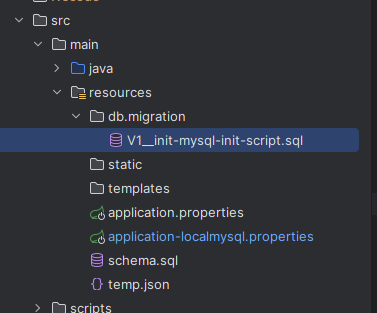 src
main
java
resources
db.migration
V1__init-mysql-init-script.sql
static
templates
application.properties
application-localmysql.properties
schema.sql
temp.json
scripts